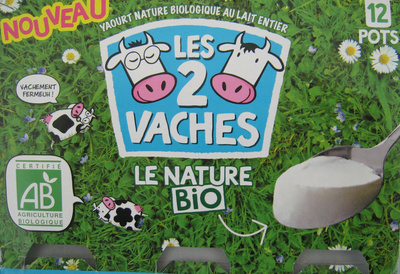 NOUVEAU
YAOURT NATURE BIOLOGIQUE AU LAIT ENTIER
12
POTS
LES
2
VACHES
VACHEMENT
FERMEUH !
LE NATURE
BiO
CERTIFIÉ
AB
AGRICULTURE
BIOLOGIQUE